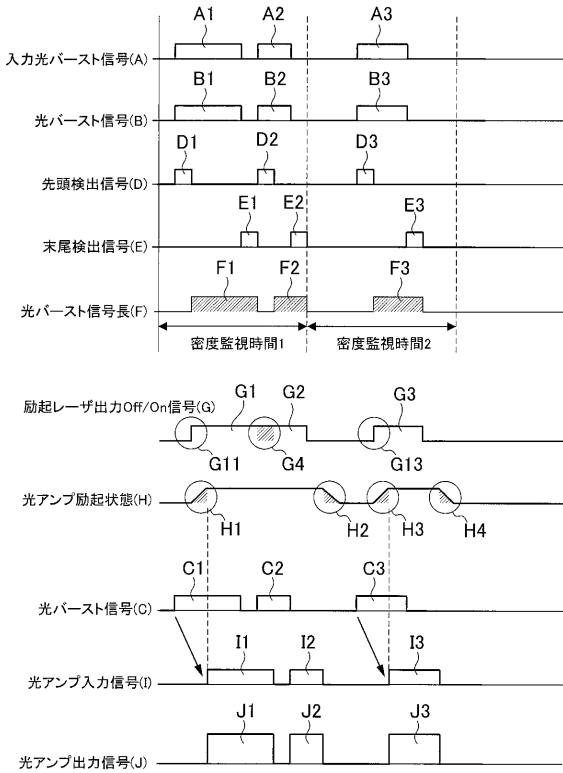 A1 A2 A3
入力光バースト信号(A)
B1 B2 B3
光バースト信号(B)
D1 D2 D3
先頭検出信号(D)
E1 E2 E3
末尾検出信号(E)
F1 F2 F3
光バースト信号長(F)
密度監視時間1 密度監視時間2
G1 G2 G3
励起レーザ出力Off/On信号(G)
G11 G4 G13
光アンプ励起状態(H)
H1 H2 H3 H4
C1 C2 C3
光バースト信号(C)
I1 I2 I3
光アンプ入力信号(I)
J1 J2 J3
光アンプ出力信号(J)